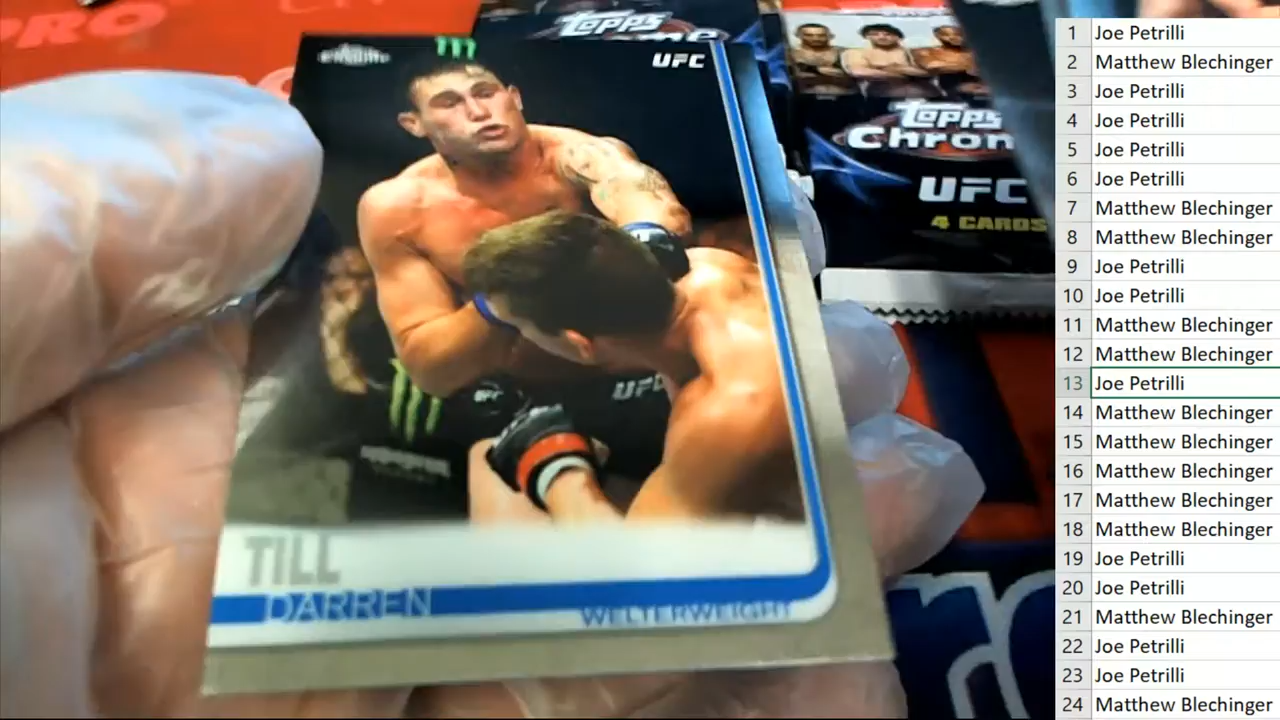 PRO
Topps
UFC
UFC
UFC
TILL
DARREN
WELTERWEIGHT
Topps
Chrom
UFC
4 CARDS
1 Joe Petrilli
2 Matthew Blechinger
3 Joe Petrilli
4 Joe Petrilli
5 Joe Petrilli
6 Joe Petrilli
7 Matthew Blechinger
8 Matthew Blechinger
9 Joe Petrilli
10 Joe Petrilli
11 Matthew Blechinger
12 Matthew Blechinger
13 Joe Petrilli
14 Matthew Blechinger
15 Matthew Blechinger
16 Matthew Blechinger
17 Matthew Blechinger
18 Matthew Blechinger
19 Joe Petrilli
20 Joe Petrilli
21 Matthew Blechinger
22 Joe Petrilli
23 Joe Petrilli
24 Matthew Blechinger